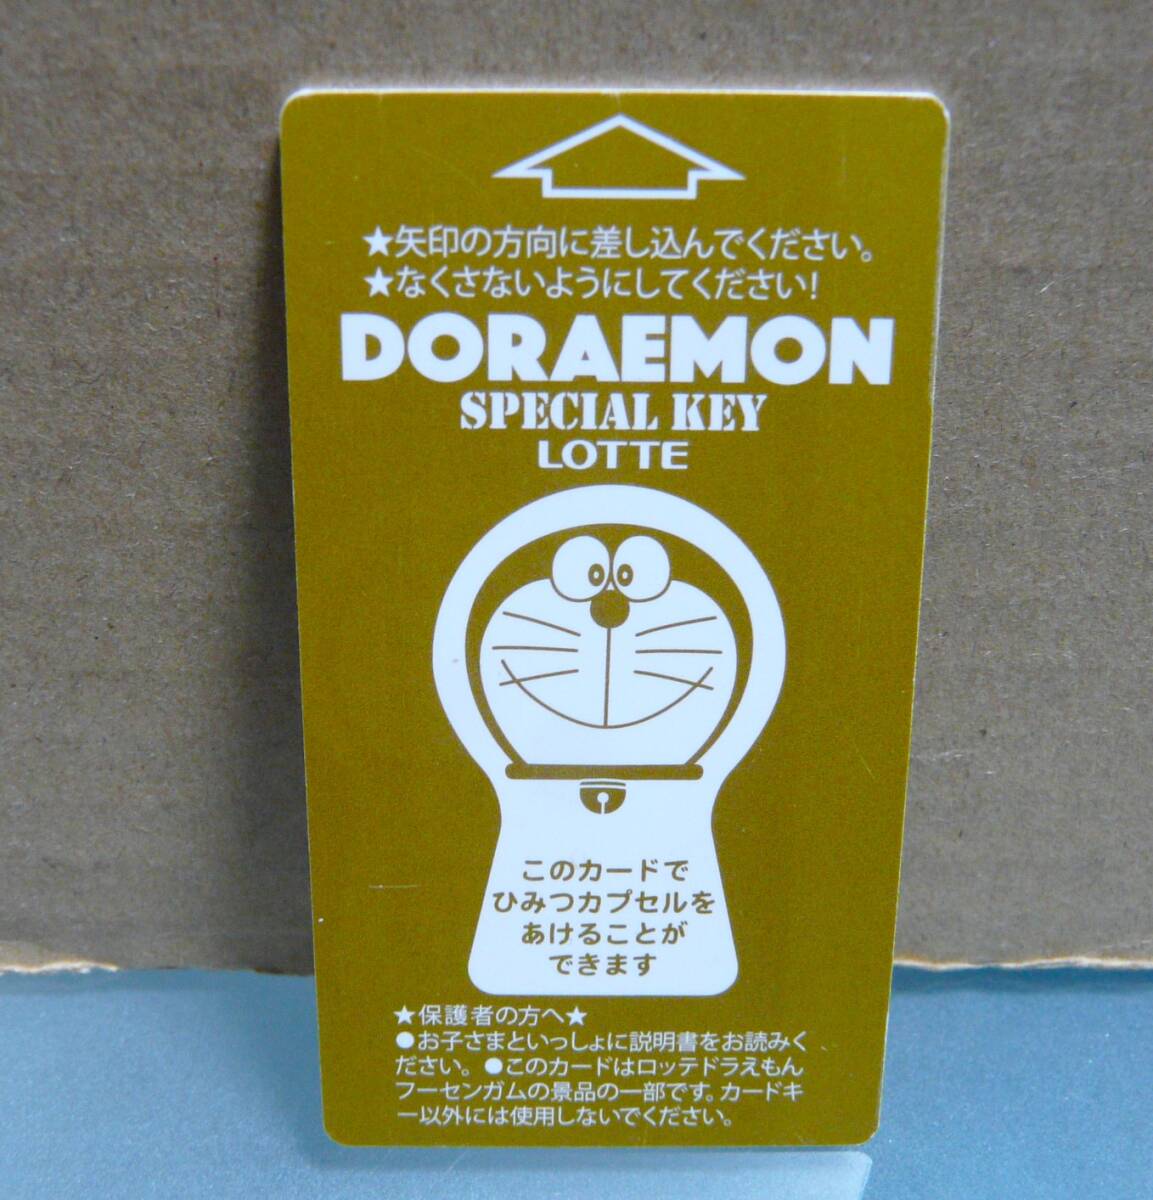 ★矢印の方向に差し込んでください。
★なくさないようにしてください!
DORAEMON
SPECIAL KEY
LOTTE
このカードで
ひみつカプセルを
あけることが
できます
★保護者の方へ★
●お子さまといっしょに説明書をお読みく
ださい。●このカードはロッテドラえもん
フーセンガムの景品の一部です。カードキ
ー以外には使用しないでください。